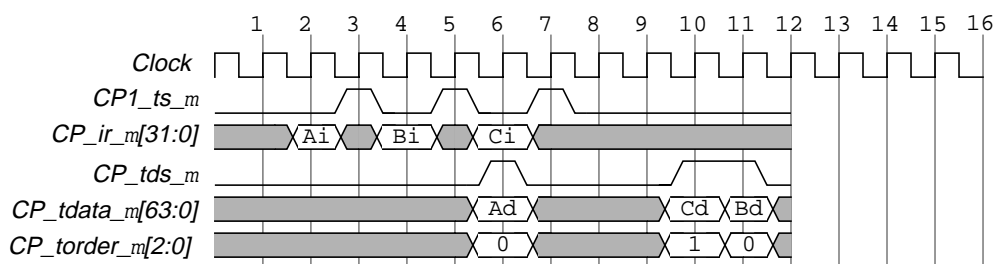 1 2 3 4 5 6 7 8 9 10 11 12 13 14 15 16
Clock
CP1_ts_m
CP_ir_m[31:0] Ai Bi Ci
CP_tds_m
CP_tdata_m[63:0] Ad Cd Bd
CP_torder_m[2:0] 0 1 0